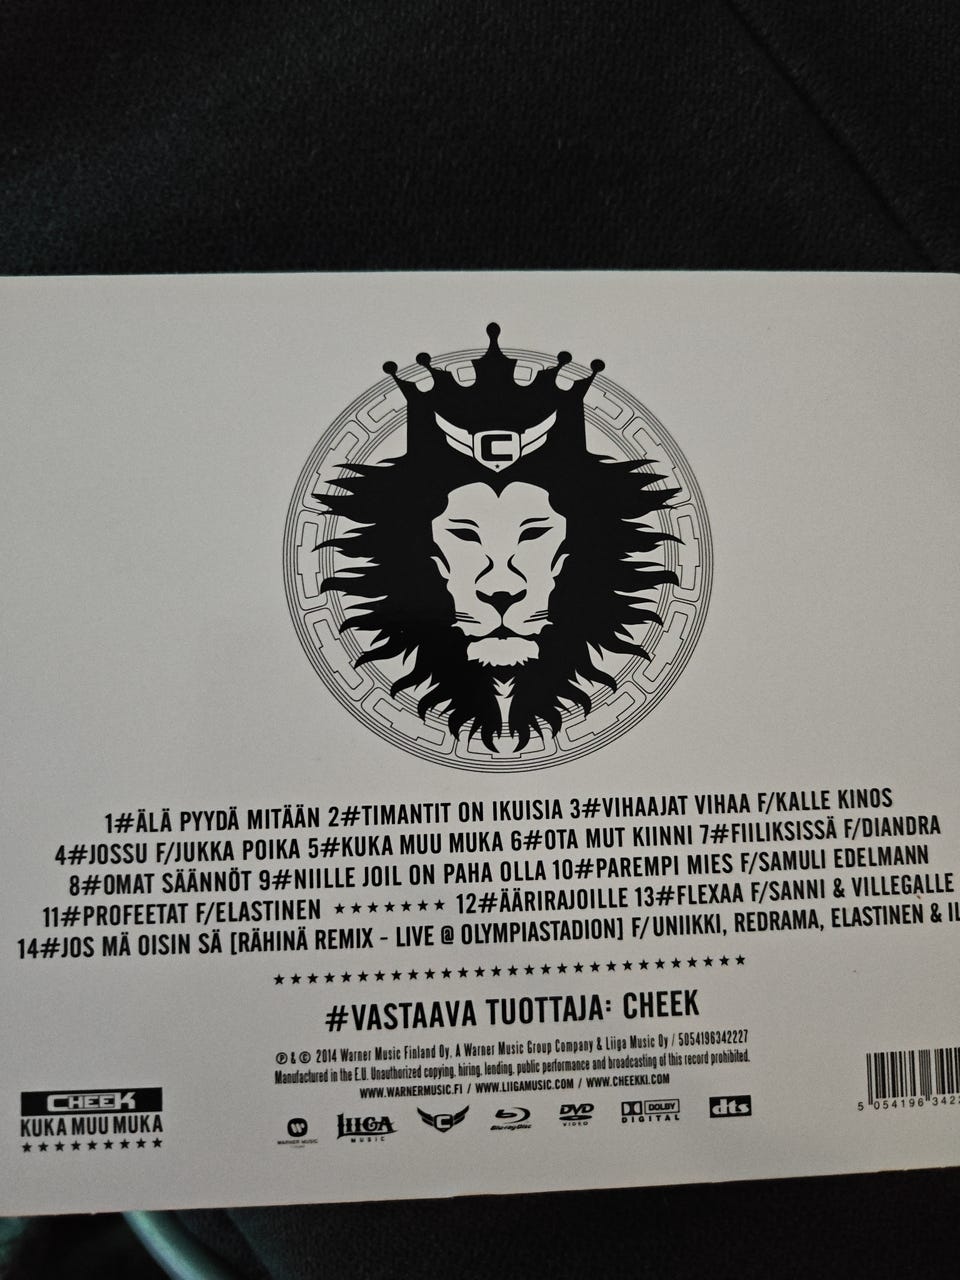 C
1#ÄLÄ PYYDÄ MITÄÄN 2#TIMANTIT ON IKUISIA 3#VIHAAJAT VIHAA F/KALLE KINOS
4#JOSSU F/JUKKA POIKA 5#KUKA MUU MUKA 6#OTA MUT KIINNI 7#FIILIKSISSÄ F/DIANDRA
8#OMAT SÄÄNNÖT 9#NIILLE JOIL ON PAHA OLLA 10#PAREMPI MIES F/SAMULI EDELMANN
11#PROFEETAT F/ELASTINEN ★★★★★★★ 12#ÄÄRIRAJOILLE 13#FLEXAA F/SANNI & VILLEGALLE
14#JOS MÄ OISIN SÄ [RÄHINÄ REMIX - LIVE @ OLYMPIASTADION] F/UNIIKKI, REDRAMA, ELASTINEN &
#VASTAAVA TUOTTAJA: CHEEK
℗ & © 2014 Warner Music Finland Oy, A Warner Music Group Company & Liiga Music Oy / 5054196342227
Manufactured in the E.U. Unauthorized copying, hiring, lending, public performance and broadcasting of this record prohibited.
WWW.WARNERMUSIC.FI / WWW.LIIGAMUSIC.COM / WWW.CHEEKKI.COM
CHEEK
KUKA MUU MUKA
WARNER MUSIC
LIIGA
MUSIC
C
Blu-ray Disc
DVD
VIDEO
DOLBY
DIGITAL
dts
5 054196 342